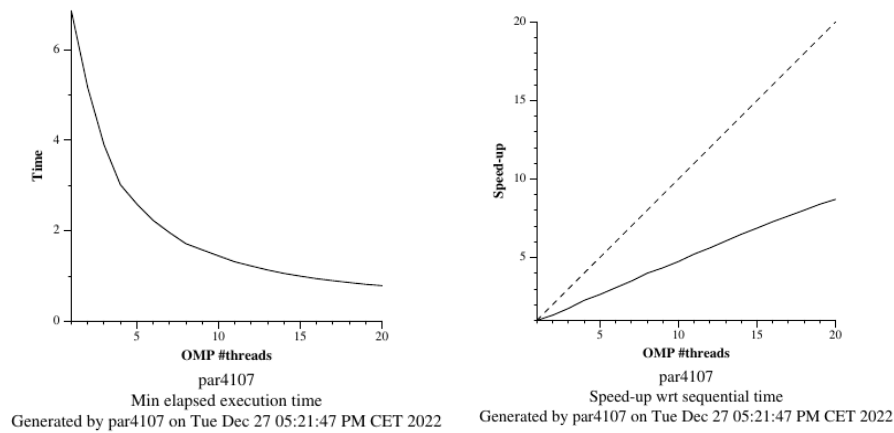 6
4
2
0
Time
5
10
15
20
OMP #threads
par4107
Min elapsed execution time
Generated by par4107 on Tue Dec 27 05:21:47 PM CET 2022
20
15
10
5
Speed-up
5
10
15
20
OMP #threads
par4107
Speed-up wrt sequential time
Generated by par4107 on Tue Dec 27 05:21:47 PM CET 2022